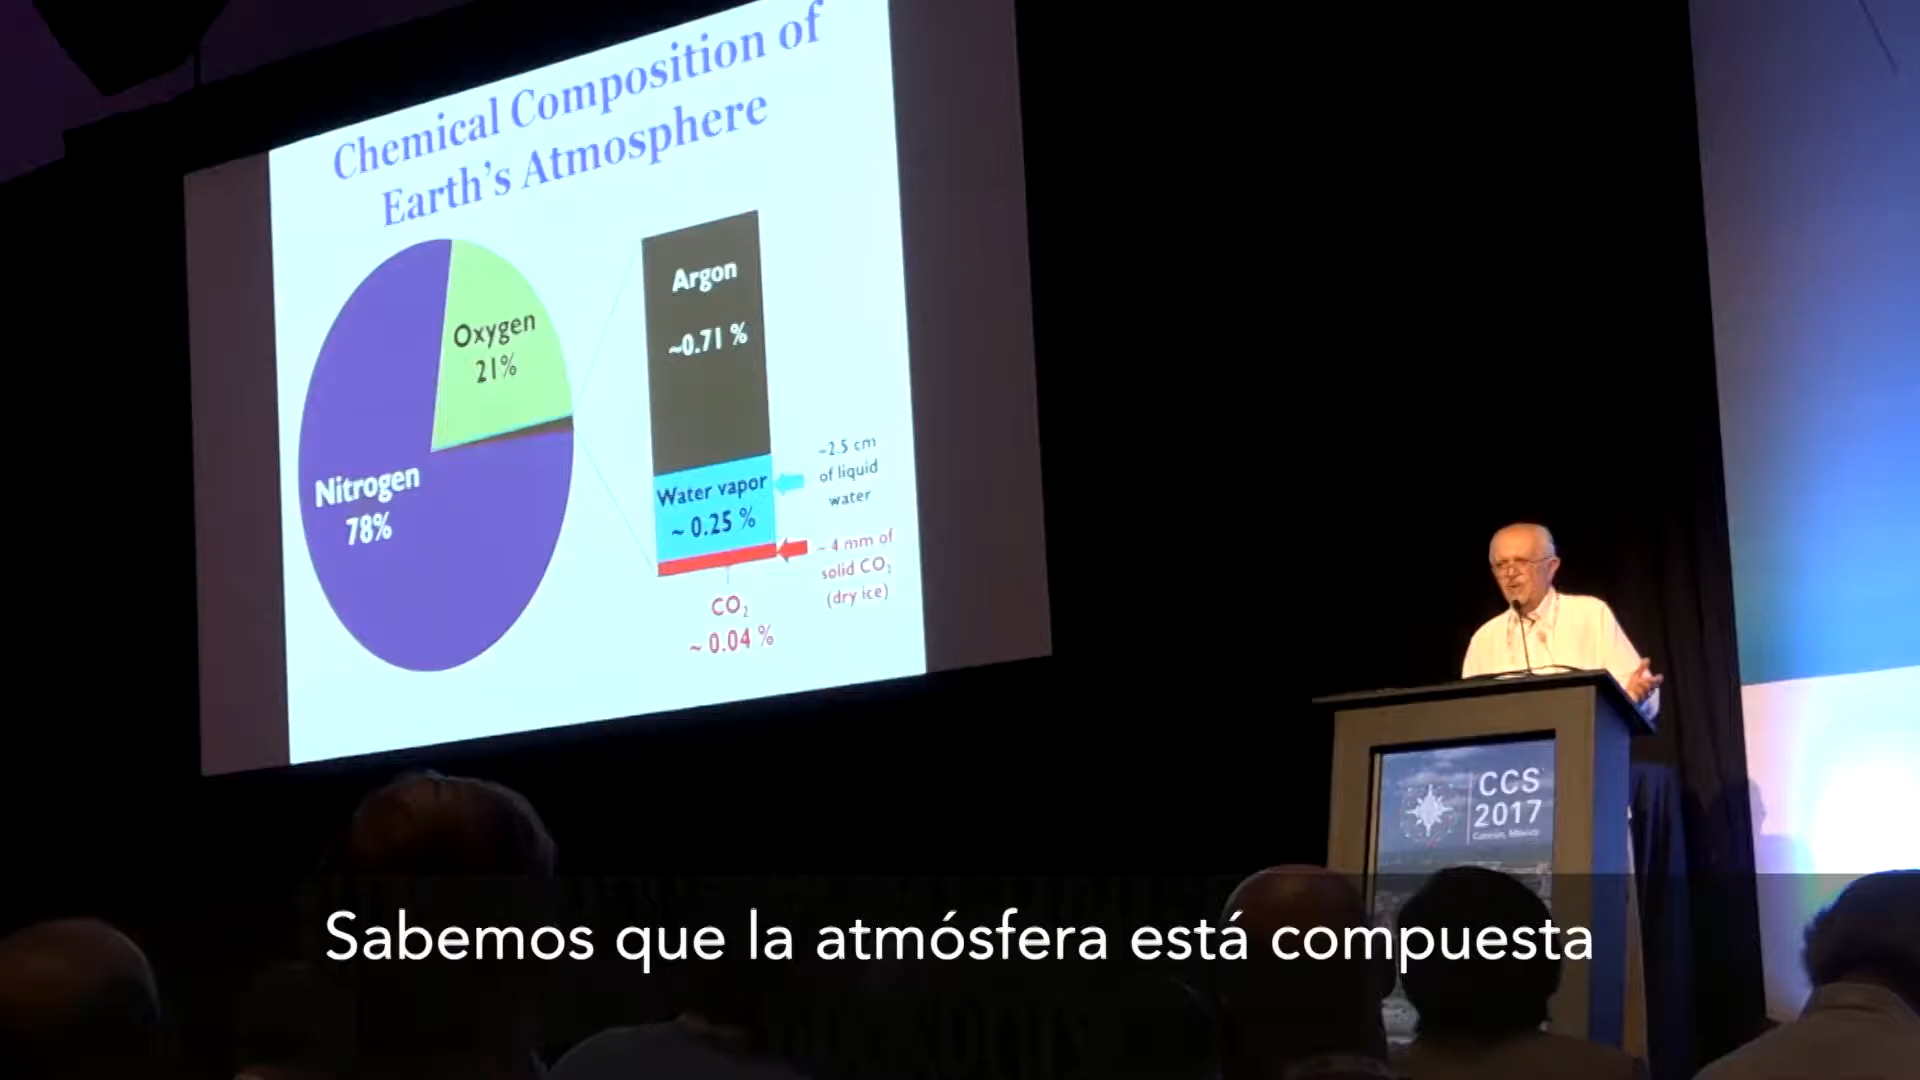 Chemical Composition of
Earth's Atmosphere
Oxygen
21%
Nitrogen
78%
Argon
~0.71 %
Water vapor
~ 0.25 %
CO₂
~ 0.04 %
~2.5 cm
of liquid
water
~ 4 mm of
solid CO₂
(dry ice)
CCS
2017
Cancun, Mexico
Sabemos que la atmósfera está compuesta